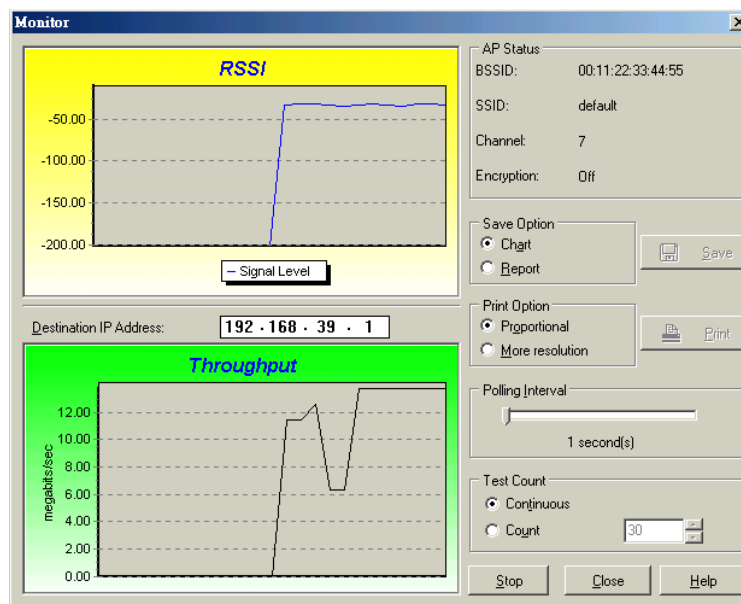 Monitor
RSSI
-50.00
-100.00
-150.00
-200.00
Signal Level
Destination IP Address: 192 . 168 . 39 . 1
Throughput
megabits/sec
12.00
10.00
8.00
6.00
4.00
2.00
0.00
AP Status
BSSID: 00:11:22:33:44:55
SSID: default
Channel: 7
Encryption: Off
Save Option
Chart
Report
Save
Print Option
Proportional
More resolution
Print
Polling Interval
1 second(s)
Test Count
Continuous
Count 30
Stop Close Help